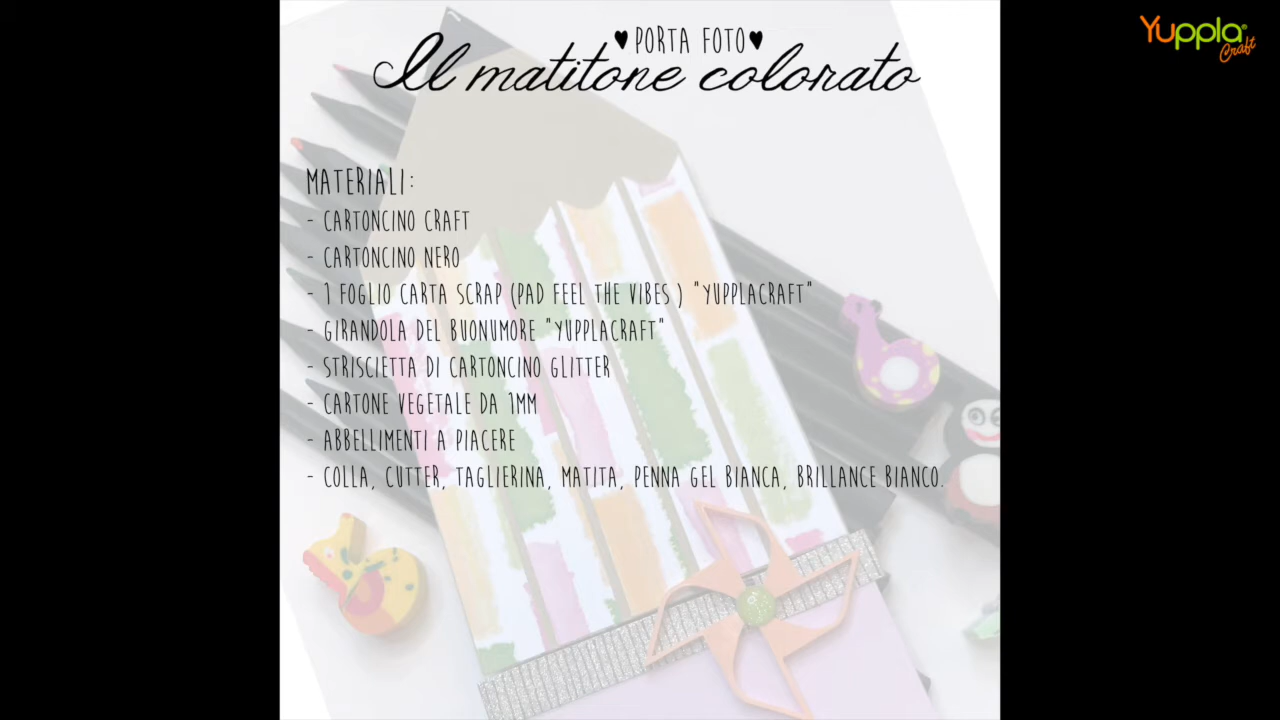 Yuppla®
Craft
♥PORTA FOTO♥
Il matitone colorato
MATERIALI:
- CARTONCINO CRAFT
- CARTONCINO NERO
- 1 FOGLIO CARTA SCRAP (PAD FEEL THE VIBES ) "YUPPLACRAFT"
- GIRANDOLA DEL BUONUMORE "YUPPLACRAFT"
- STRISCIETTA DI CARTONCINO GLITTER
- CARTONE VEGETALE DA 1MM
- ABBELLIMENTI A PIACERE
- COLLA, CUTTER, TAGLIERINA, MATITA, PENNA GEL BIANCA, BRILLANCE BIANCO.